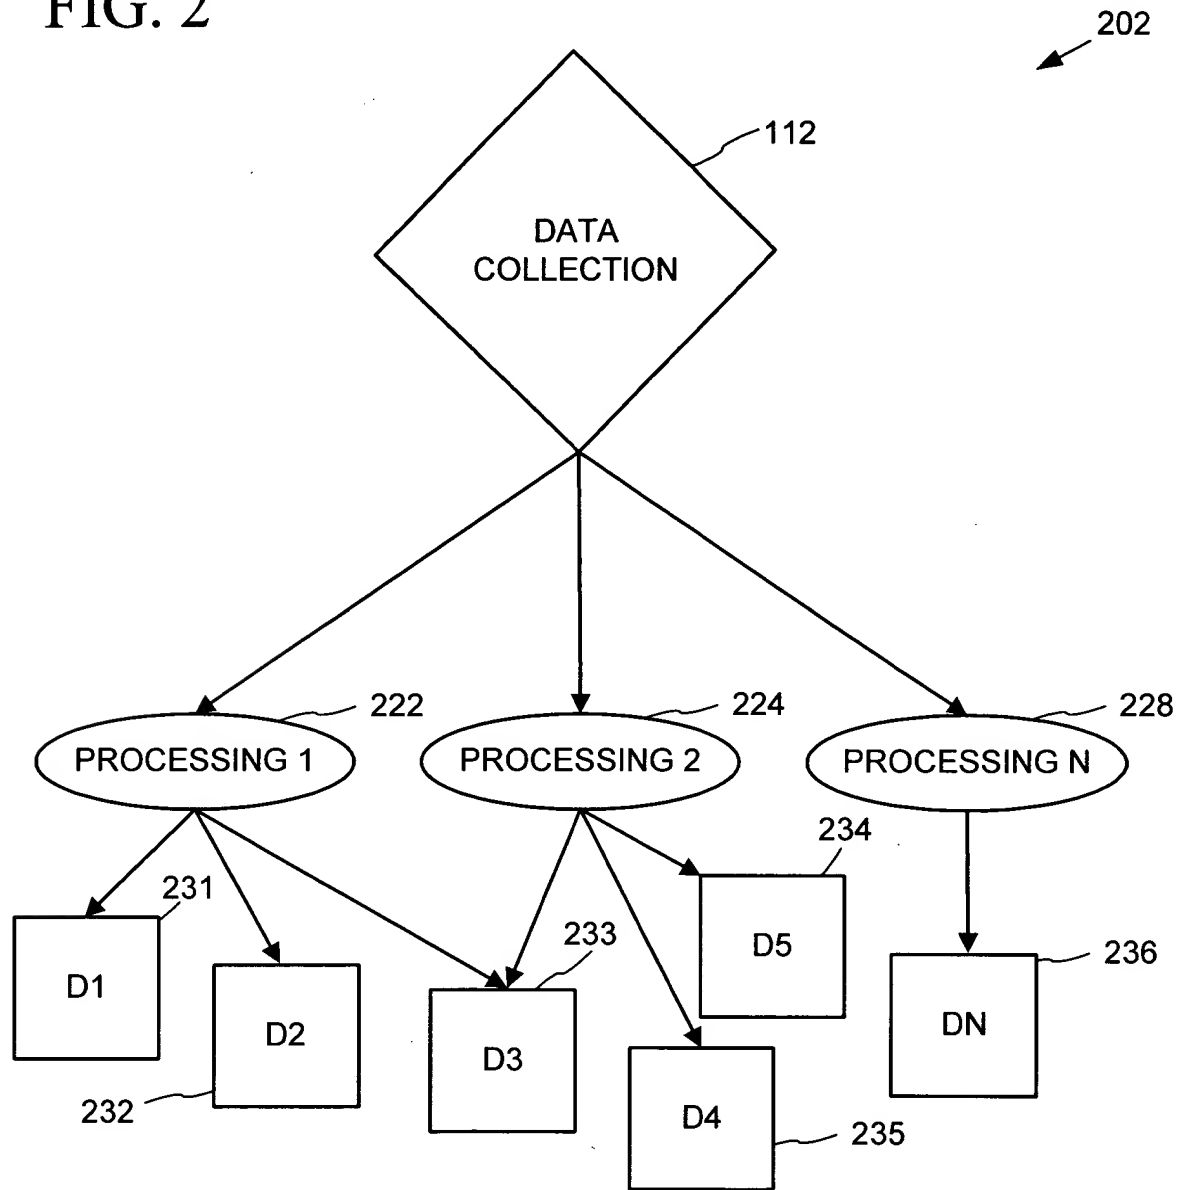 FIG. 2
202
112
DATA
COLLECTION
222
224
228
PROCESSING 1
PROCESSING 2
PROCESSING N
234
231
233
236
D5
D1
D2
D3
DN
232
D4
235